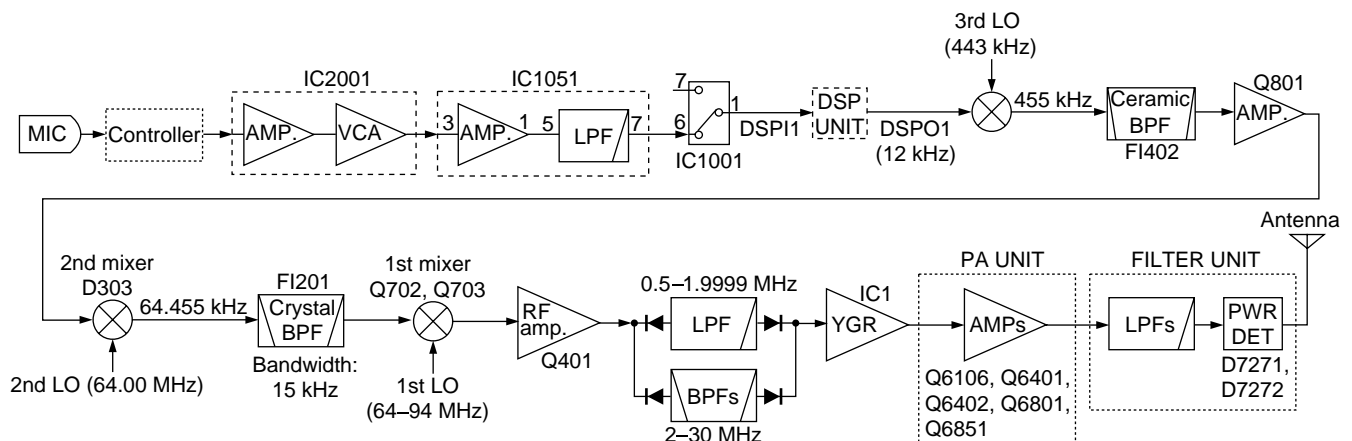 3rd LO
(443 kHz)
IC2001
IC1051
7
1
DSP
UNIT
455 kHz
Ceramic
BPF
Q801
AMP.
MIC
Controller
AMP.
VCA
3
AMP.
1
5
LPF
7
6
IC1001
DSPI1
DSPO1
(12 kHz)
FI402
Antenna
2nd mixer
D303
64.455 kHz
FI201
Crystal
BPF
Bandwidth:
15 kHz
2nd LO (64.00 MHz)
1st mixer
Q702, Q703
1st LO
(64–94 MHz)
RF
amp.
Q401
0.5–1.9999 MHz
LPF
BPFs
2–30 MHz
IC1
YGR
PA UNIT
AMPs
Q6106, Q6401,
Q6402, Q6801,
Q6851
FILTER UNIT
LPFs
PWR
DET
D7271,
D7272